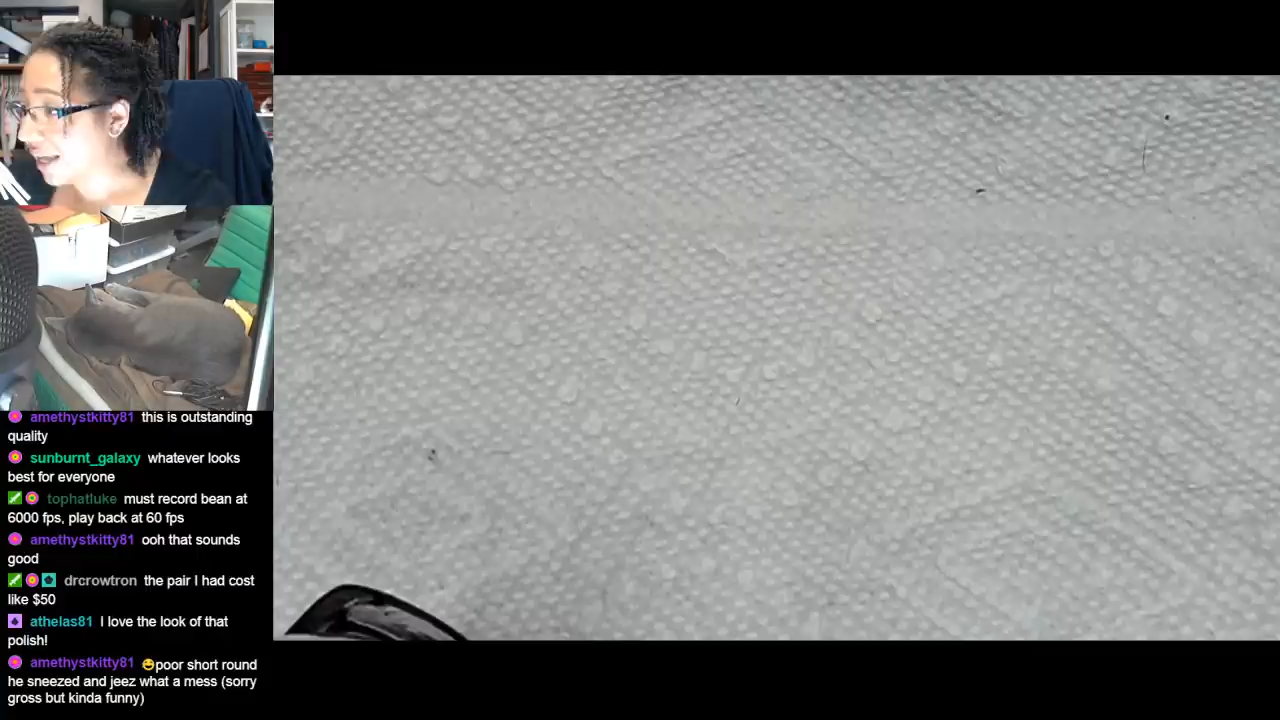 amethystkitty81 this is outstanding
quality
sunburnt_galaxy whatever looks
best for everyone
tophatluke must record bean at
6000 fps, play back at 60 fps
amethystkitty81 ooh that sounds
good
drcrowtron the pair I had cost
like $50
athelas81 I love the look of that
polish!
amethystkitty81 😅poor short round
he sneezed and jeez what a mess (sorry
gross but kinda funny)